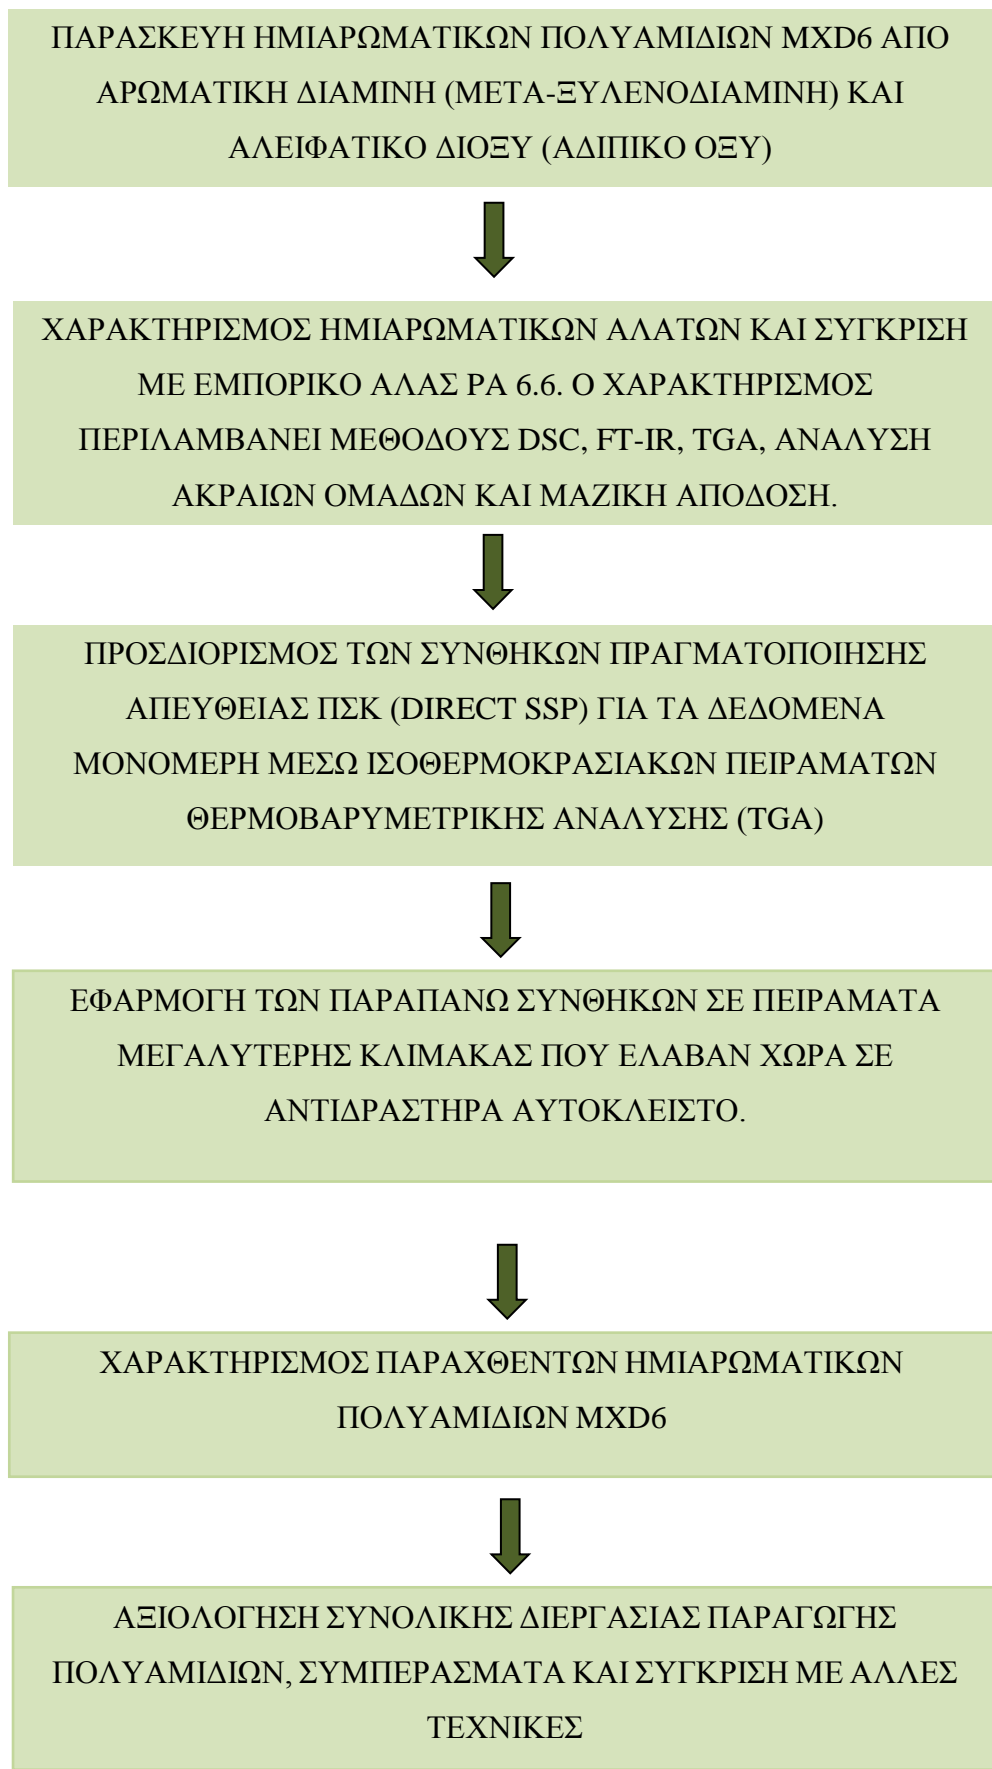 ΠΑΡΑΣΚΕΥΗ ΗΜΙΑΡΩΜΑΤΙΚΩΝ ΠΟΛΥΑΜΙΔΙΩΝ MXD6 ΑΠΟ
ΑΡΩΜΑΤΙΚΗ ΔΙΑΜΙΝΗ (ΜΕΤΑ-ΞΥΛΕΝΟΔΙΑΜΙΝΗ) ΚΑΙ
ΑΛΕΙΦΑΤΙΚΟ ΔΙΟΞΥ (ΑΔΙΠΙΚΟ ΟΞΥ)
ΧΑΡΑΚΤΗΡΙΣΜΟΣ ΗΜΙΑΡΩΜΑΤΙΚΩΝ ΑΛΑΤΩΝ ΚΑΙ ΣΥΓΚΡΙΣΗ
ΜΕ ΕΜΠΟΡΙΚΟ ΑΛΑΣ PA 6.6. Ο ΧΑΡΑΚΤΗΡΙΣΜΟΣ
ΠΕΡΙΛΑΜΒΑΝΕΙ ΜΕΘΟΔΟΥΣ DSC, FT-IR, TGA, ΑΝΑΛΥΣΗ
ΑΚΡΑΙΩΝ ΟΜΑΔΩΝ ΚΑΙ ΜΑΖΙΚΗ ΑΠΟΔΟΣΗ.
ΠΡΟΣΔΙΟΡΙΣΜΟΣ ΤΩΝ ΣΥΝΘΗΚΩΝ ΠΡΑΓΜΑΤΟΠΟΙΗΣΗΣ
ΑΠΕΥΘΕΙΑΣ ΠΣΚ (DIRECT SSP) ΓΙΑ ΤΑ ΔΕΔΟΜΕΝΑ
ΜΟΝΟΜΕΡΗ ΜΕΣΩ ΙΣΟΘΕΡΜΟΚΡΑΣΙΑΚΩΝ ΠΕΙΡΑΜΑΤΩΝ
ΘΕΡΜΟΒΑΡΥΜΕΤΡΙΚΗΣ ΑΝΑΛΥΣΗΣ (TGA)
ΕΦΑΡΜΟΓΗ ΤΩΝ ΠΑΡΑΠΑΝΩ ΣΥΝΘΗΚΩΝ ΣΕ ΠΕΙΡΑΜΑΤΑ
ΜΕΓΑΛΥΤΕΡΗΣ ΚΛΙΜΑΚΑΣ ΠΟΥ ΕΛΑΒΑΝ ΧΩΡΑ ΣΕ
ΑΝΤΙΔΡΑΣΤΗΡΑ ΑΥΤΟΚΛΕΙΣΤΟ.
ΧΑΡΑΚΤΗΡΙΣΜΟΣ ΠΑΡΑΧΘΕΝΤΩΝ ΗΜΙΑΡΩΜΑΤΙΚΩΝ
ΠΟΛΥΑΜΙΔΙΩΝ MXD6
ΑΞΙΟΛΟΓΗΣΗ ΣΥΝΟΛΙΚΗΣ ΔΙΕΡΓΑΣΙΑΣ ΠΑΡΑΓΩΓΗΣ
ΠΟΛΥΑΜΙΔΙΩΝ, ΣΥΜΠΕΡΑΣΜΑΤΑ ΚΑΙ ΣΥΓΚΡΙΣΗ ΜΕ ΑΛΛΕΣ
ΤΕΧΝΙΚΕΣ